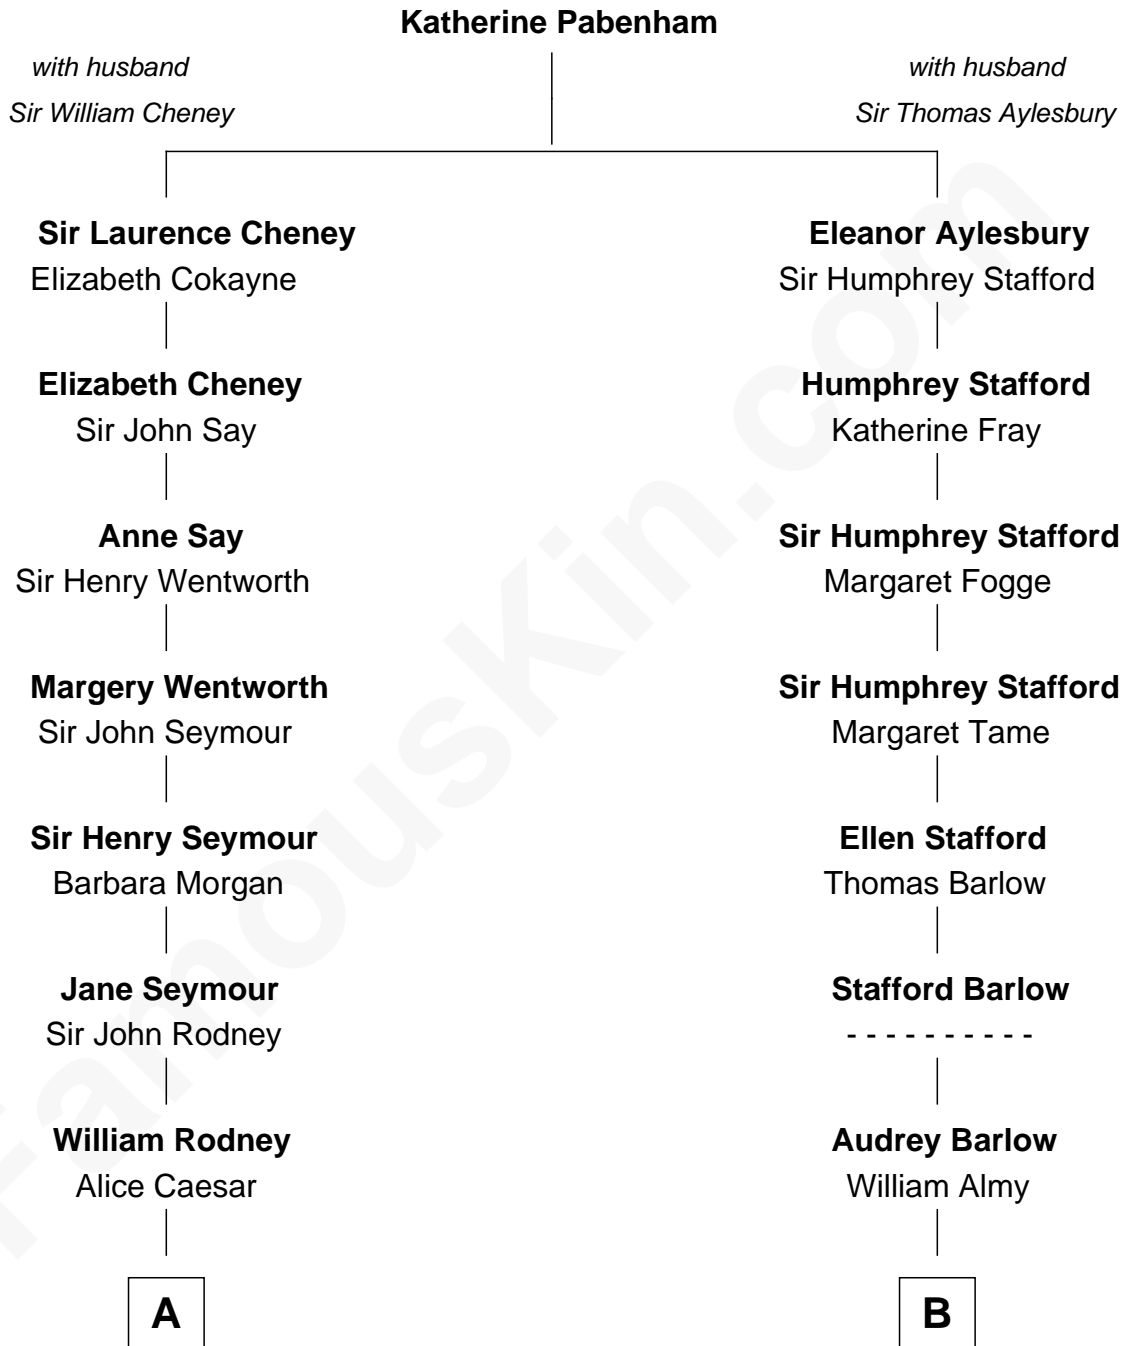 Katherine Pabenham
with husband
Sir William Cheney
with husband
Sir Thomas Aylesbury
Sir Laurence Cheney
Elizabeth Cokayne
Elizabeth Cheney
Sir John Say
Anne Say
Sir Henry Wentworth
Margery Wentworth
Sir John Seymour
Sir Henry Seymour
Barbara Morgan
Jane Seymour
Sir John Rodney
William Rodney
Alice Caesar
A
Eleanor Aylesbury
Sir Humphrey Stafford
Humphrey Stafford
Katherine Fray
Sir Humphrey Stafford
Margaret Fogge
Sir Humphrey Stafford
Margaret Tame
Ellen Stafford
Thomas Barlow
Stafford Barlow
- - - - - - - - - -
Audrey Barlow
William Almy
B
FamousKin.com